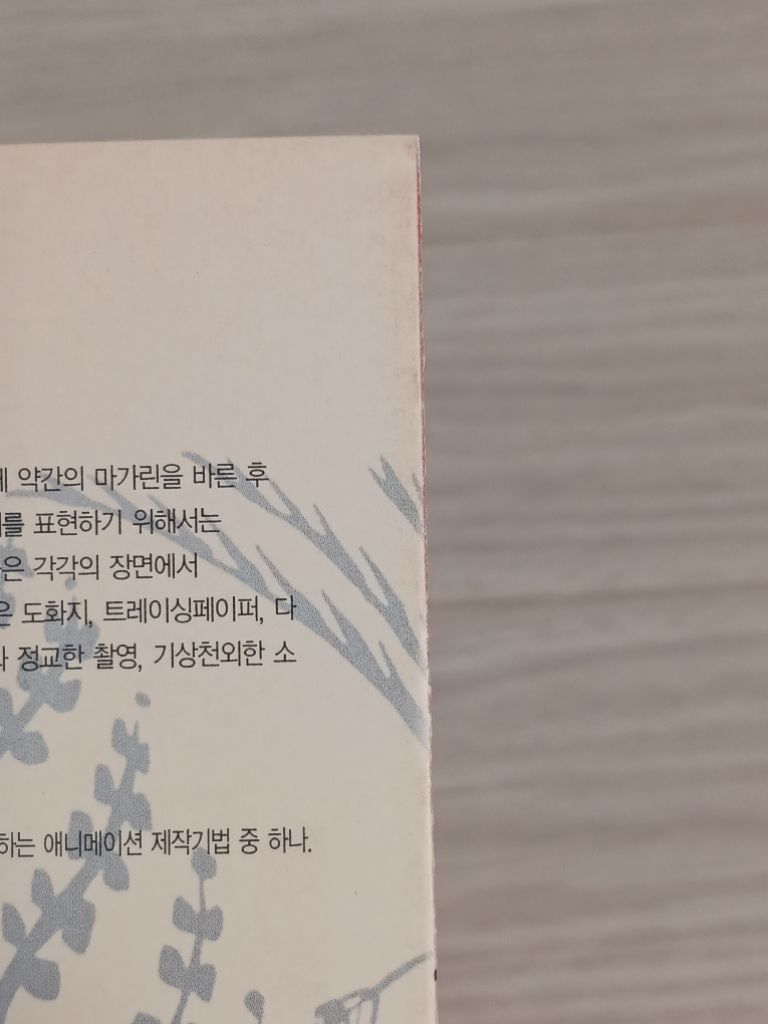 약간의 마가린을 바른 후
를 표현하기 위해서는
은 각각의 장면에서
은 도화지, 트레이싱페이퍼, 다
정교한 촬영, 기상천외한 소
하는 애니메이션 제작기법 중 하나.